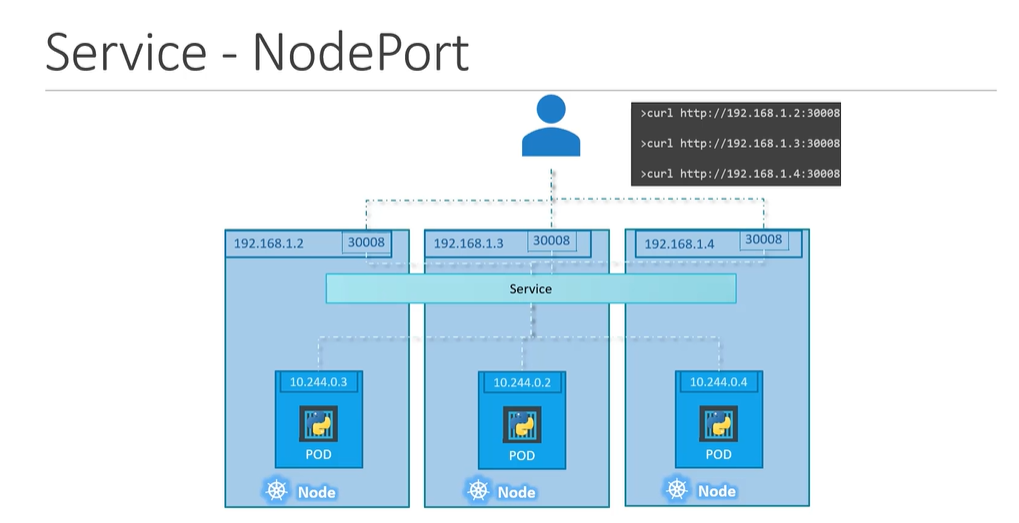 Service - NodePort
>curl http://192.168.1.2:30008
>curl http://192.168.1.3:30008
>curl http://192.168.1.4:30008
192.168.1.2
30008
192.168.1.3
30008
192.168.1.4
30008
Service
10.244.0.3
10.244.0.2
10.244.0.4
POD
POD
POD
Node
Node
Node